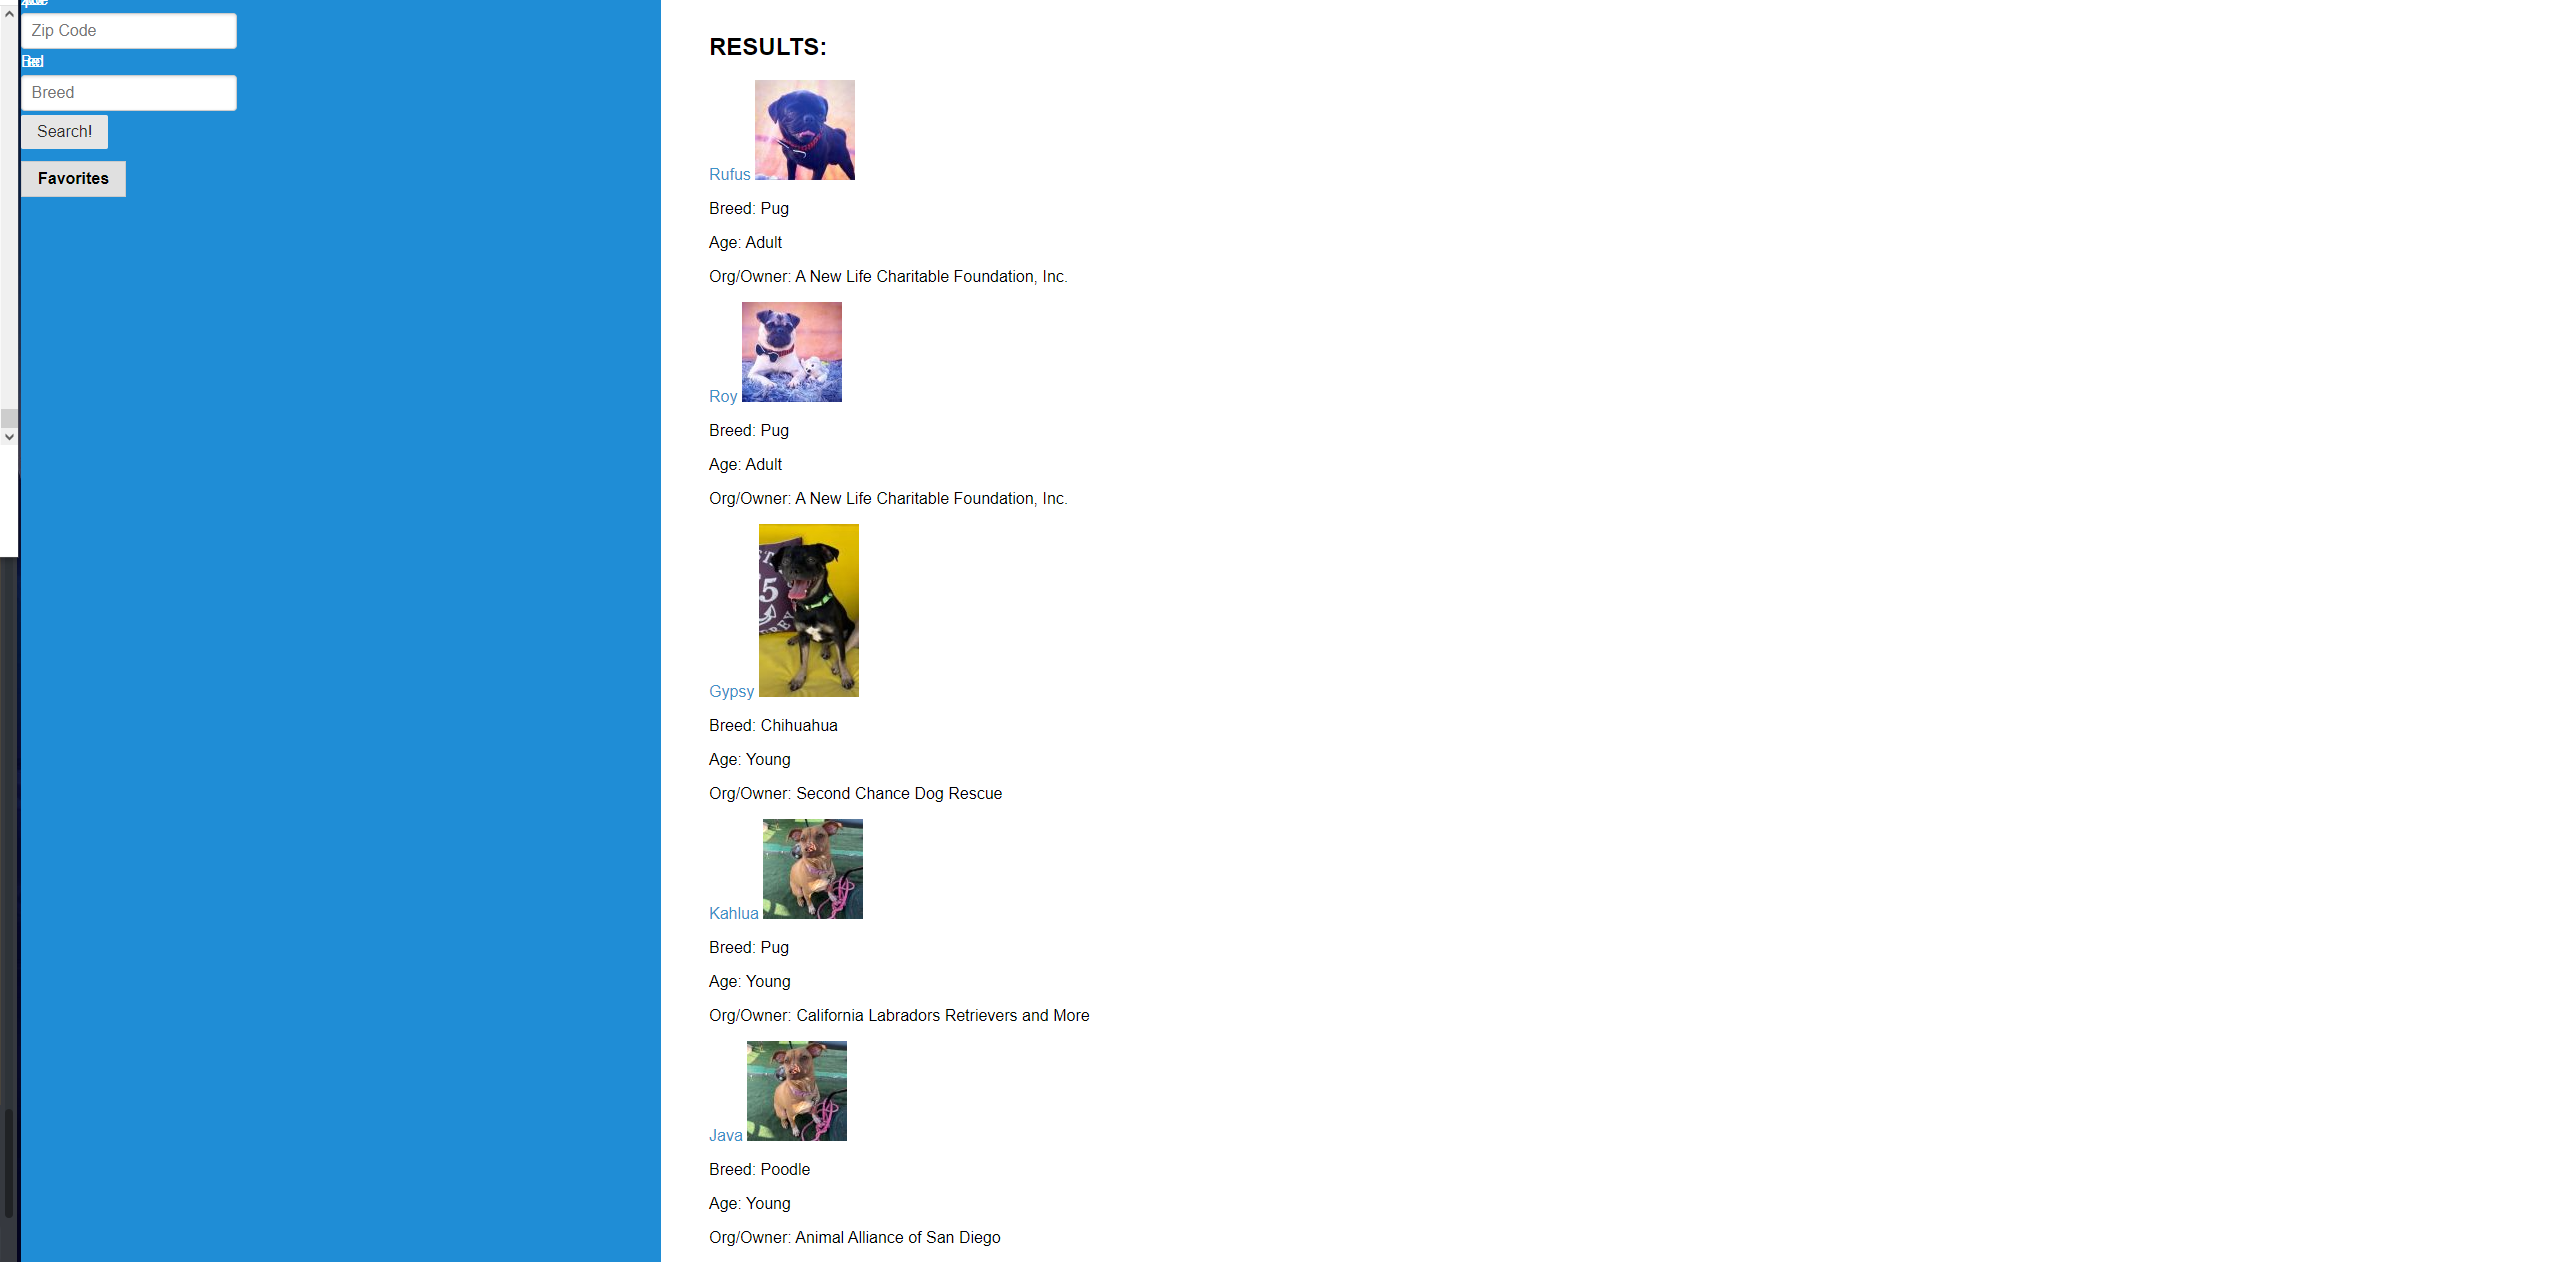 Zip Code
Breed
Search!
Favorites
RESULTS:
Rufus
Breed: Pug
Age: Adult
Org/Owner: A New Life Charitable Foundation, Inc.
Roy
Breed: Pug
Age: Adult
Org/Owner: A New Life Charitable Foundation, Inc.
Gypsy
Breed: Chihuahua
Age: Young
Org/Owner: Second Chance Dog Rescue
Kahlua
Breed: Pug
Age: Young
Org/Owner: California Labradors Retrievers and More
Java
Breed: Poodle
Age: Young
Org/Owner: Animal Alliance of San Diego